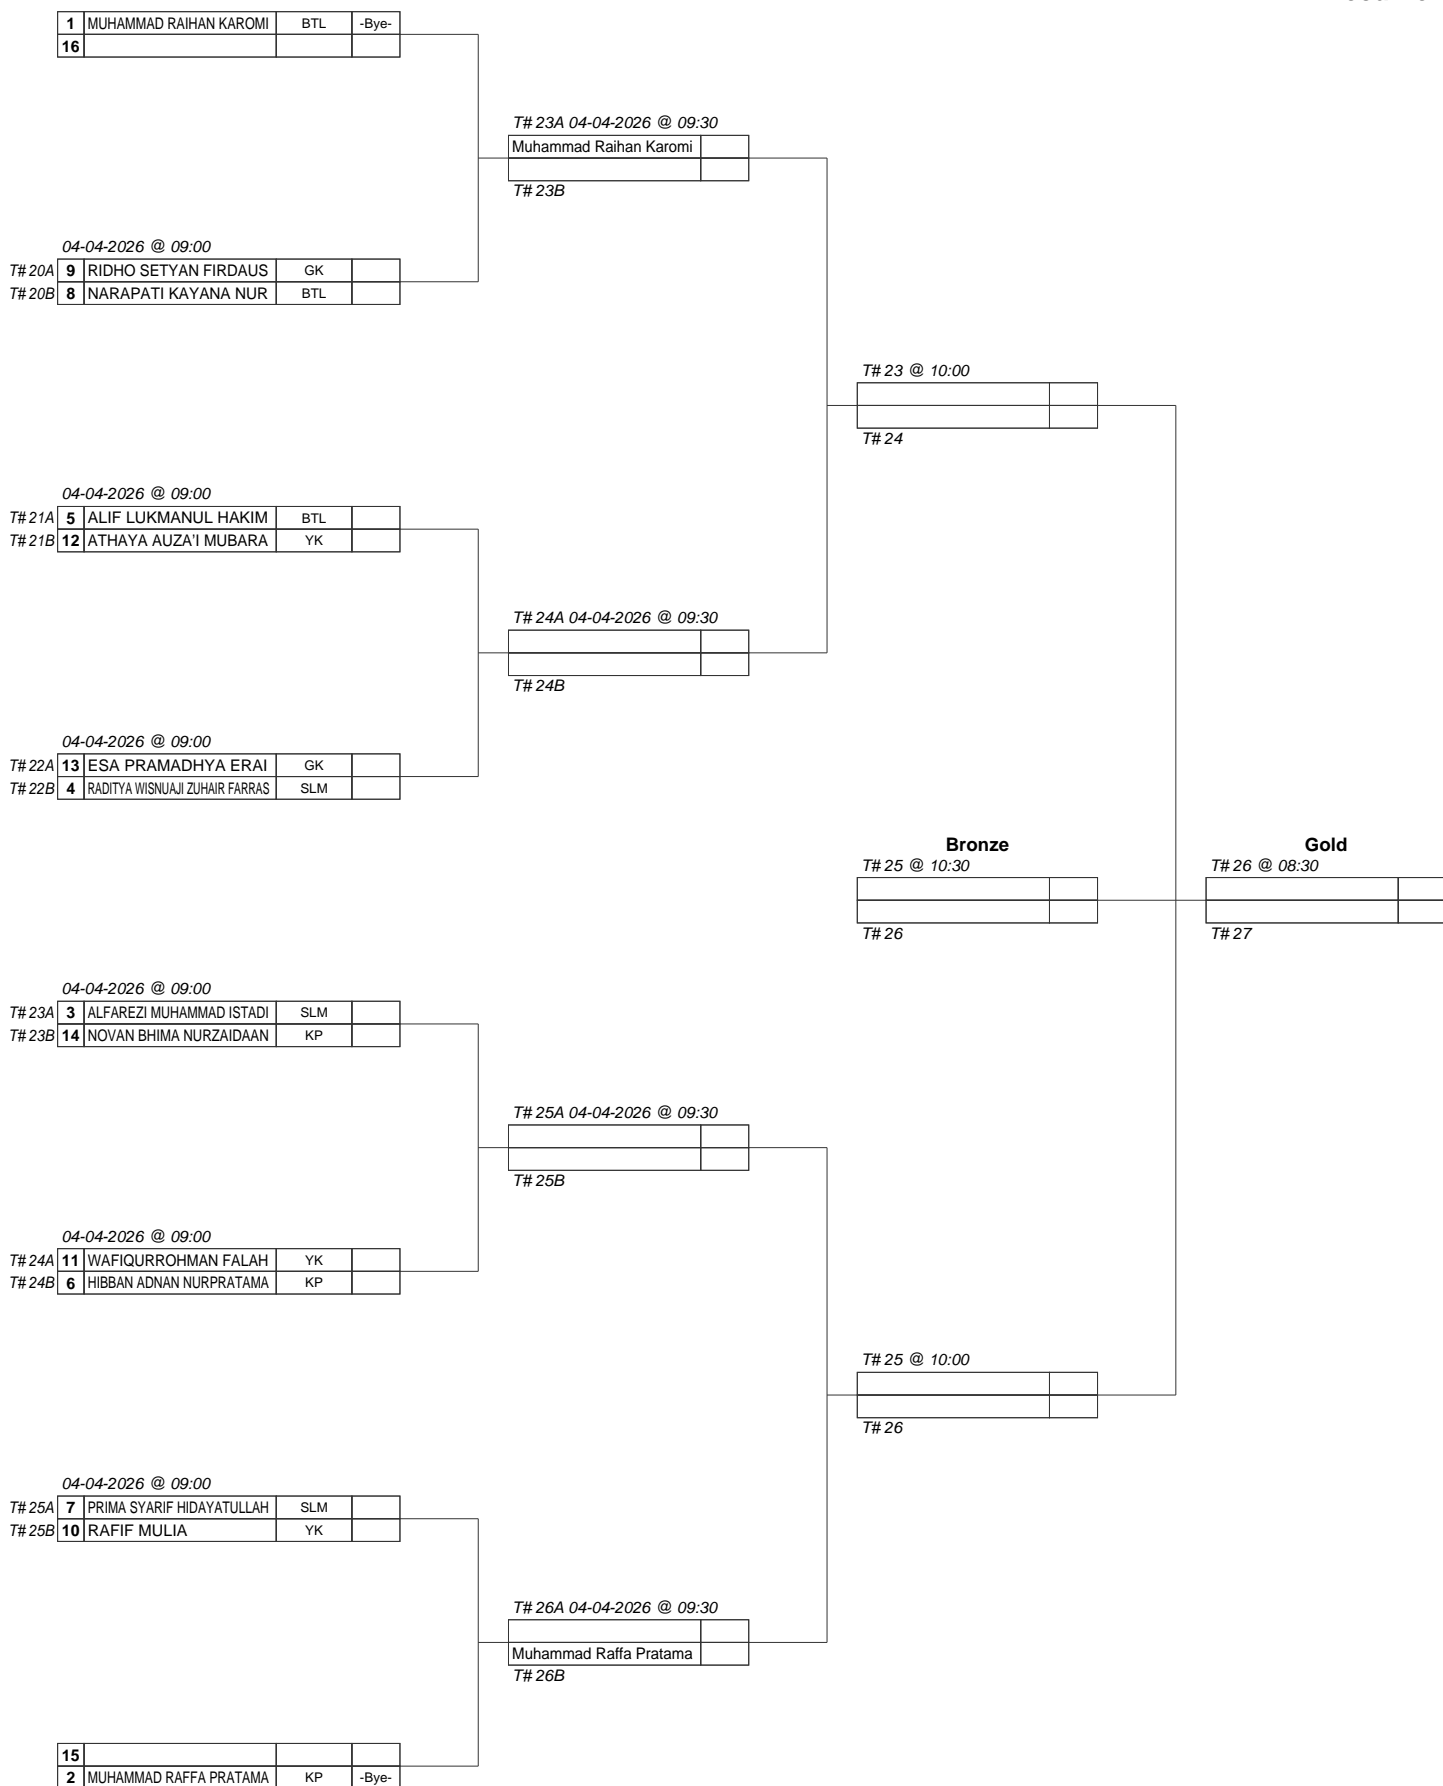 1 MUHAMMAD RAIHAN KAROMI BTL -Bye-
16
T# 23A 04-04-2026 @ 09:30
Muhammad Raihan Karomi
T# 23B
04-04-2026 @ 09:00
T# 20A 9 RIDHO SETYAN FIRDAUS GK
T# 20B 8 NARAPATI KAYANA NUR BTL
T# 23 @ 10:00
T# 24
04-04-2026 @ 09:00
T# 21A 5 ALIF LUKMANUL HAKIM BTL
T# 21B 12 ATHAYA AUZA'I MUBARA YK
T# 24A 04-04-2026 @ 09:30
T# 24B
04-04-2026 @ 09:00
T# 22A 13 ESA PRAMADHYA ERAI GK
T# 22B 4 RADITYA WISNUAJI ZUHAIR FARRAS SLM
Bronze Gold
T# 25 @ 10:30 T# 26 @ 08:30
T# 26 T# 27
04-04-2026 @ 09:00
T# 23A 3 ALFAREZI MUHAMMAD ISTADI SLM
T# 23B 14 NOVAN BHIMA NURZAIDAAN KP
T# 25A 04-04-2026 @ 09:30
T# 25B
04-04-2026 @ 09:00
T# 24A 11 WAFIQURROHMAN FALAH YK
T# 24B 6 HIBBAN ADNAN NURPRATAMA KP
T# 25 @ 10:00
T# 26
04-04-2026 @ 09:00
T# 25A 7 PRIMA SYARIF HIDAYATULLAH SLM
T# 25B 10 RAFIF MULIA YK
T# 26A 04-04-2026 @ 09:30
Muhammad Raffa Pratama
T# 26B
15
2 MUHAMMAD RAFFA PRATAMA KP -Bye-